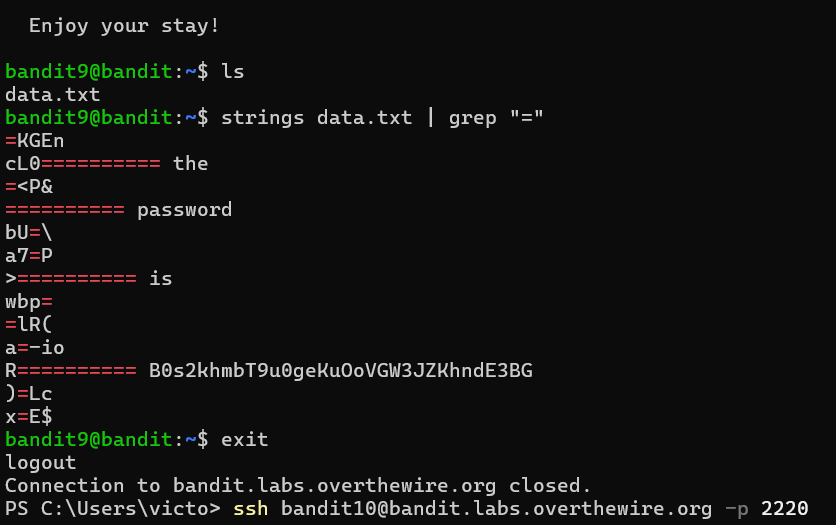 Enjoy your stay!
bandit9@bandit:~$ ls
data.txt
bandit9@bandit:~$ strings data.txt | grep "="
=KGEn
cL0========== the
=<P&
========== password
bU=\
a7=P
>========== is
wbp=
=lR(
a=-io
R========== B0s2khmbT9u0geKuOoVGW3JZKhndE3BG
)=Lc
x=E$
bandit9@bandit:~$ exit
logout
Connection to bandit.labs.overthewire.org closed.
PS C:\Users\victo> ssh bandit10@bandit.labs.overthewire.org -p 2220